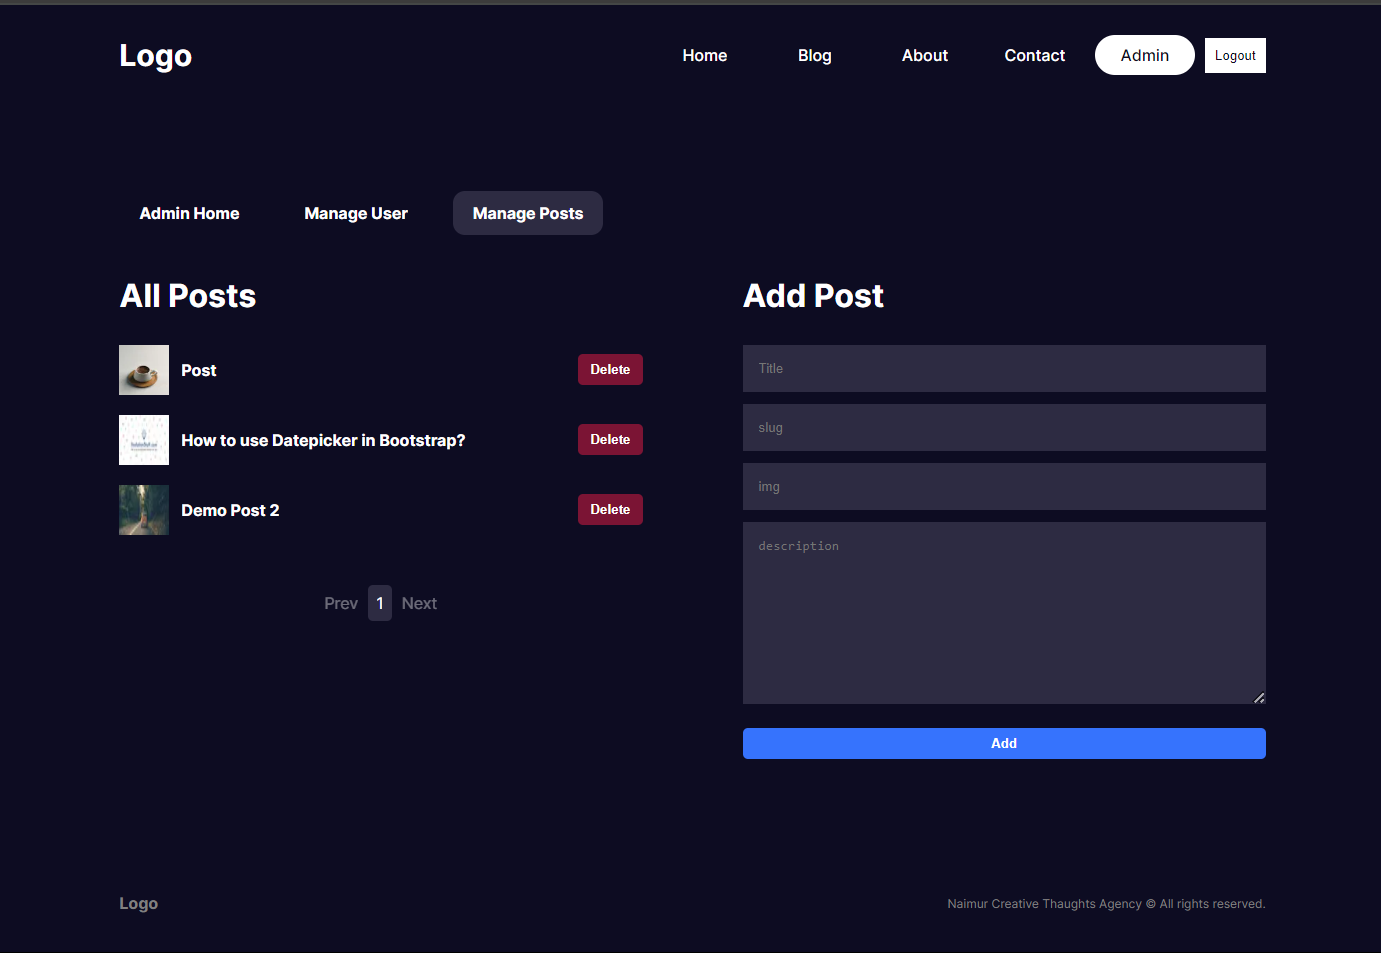 Logo
Home Blog About Contact Admin Logout
Admin Home Manage User Manage Posts
All Posts
Post Delete
How to use Datepicker in Bootstrap? Delete
Demo Post 2 Delete
Prev 1 Next
Add Post
Title
slug
img
description
Add
Logo
Naimur Creative Thaughts Agency © All rights reserved.